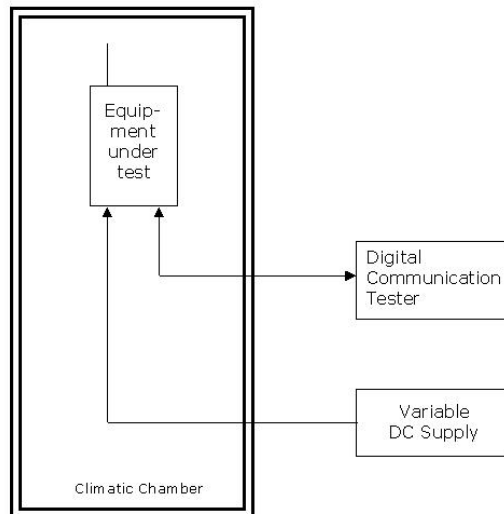 Equip-
ment
under
test
Digital
Communication
Tester
Variable
DC Supply
Climatic Chamber